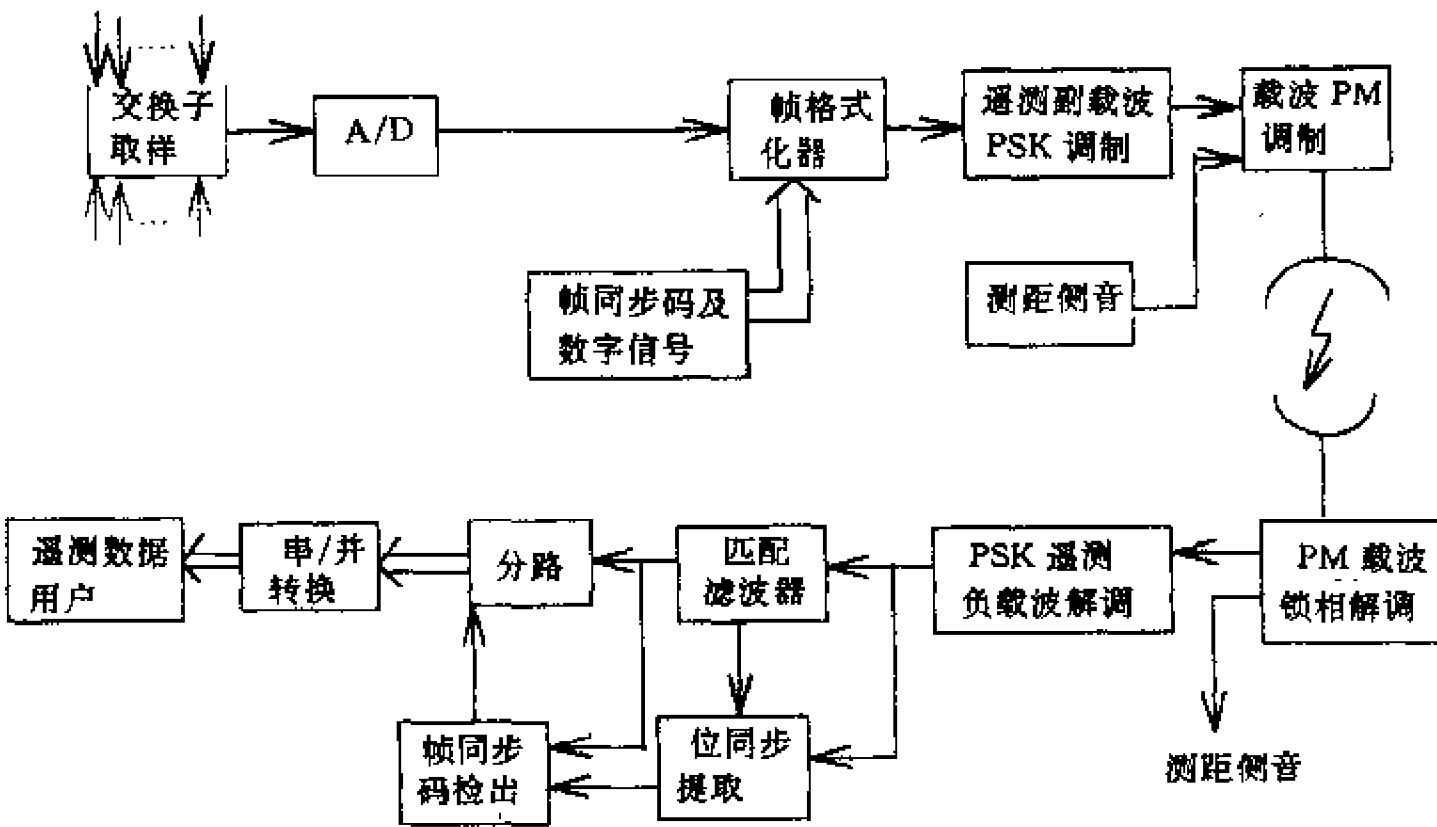 交换子
取样
A/D
帧格式
化器
遥测副载波
PSK 调制
载波 PM
调制
帧同步码及
数字信号
测距侧音
遥测数据
用户
串/并
转换
分路
匹配
滤波器
PSK 遥测
负载波解调
PM 载波
锁相解调
帧同步
码检出
位同步
提取
测距侧音